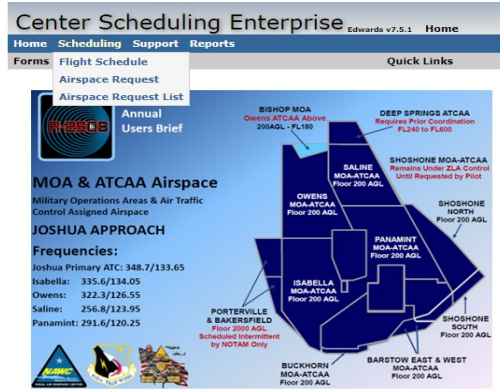 Center Scheduling Enterprise Edwards v7.5.1 Home
Home Scheduling Support Reports
Forms
Quick Links
Flight Schedule
Airspace Request
Airspace Request List
R-2508
Annual
Users Brief
MOA & ATCAA Airspace
Military Operations Areas & Air Traffic
Control Assigned Airspace
JOSHUA APPROACH
Frequencies:
Joshua Primary ATC: 348.7/133.65
Isabella: 335.6/134.05
Owens: 322.3/126.55
Saline: 256.8/123.95
Panamint: 291.6/120.25
NAWC
BISHOP MOA
Owens ATCAA Above
200AGL - FL180
DEEP SPRINGS ATCAA
Requires Prior Coordination
FL240 to FL600
SHOSHONE MOA-ATCAA
Remains Under ZLA Control
Until Requested by Pilot
SALINE
MOA-ATCAA
Floor 200 AGL
OWENS
MOA-ATCAA
Floor 200 AGL
SHOSHONE
NORTH
Floor 200 AGL
PANAMINT
MOA-ATCAA
Floor 200 AGL
ISABELLA
MOA-ATCAA
Floor 200 AGL
PORTERVILLE
& BAKERSFIELD
Floor 2000 AGL
Scheduled Intermittent
by NOTAM Only
SHOSHONE
SOUTH
Floor 200 AGL
BUCKHORN
MOA-ATCAA
Floor 200 AGL
BARSTOW EAST & WEST
MOA-ATCAA
Floor 200 AGL